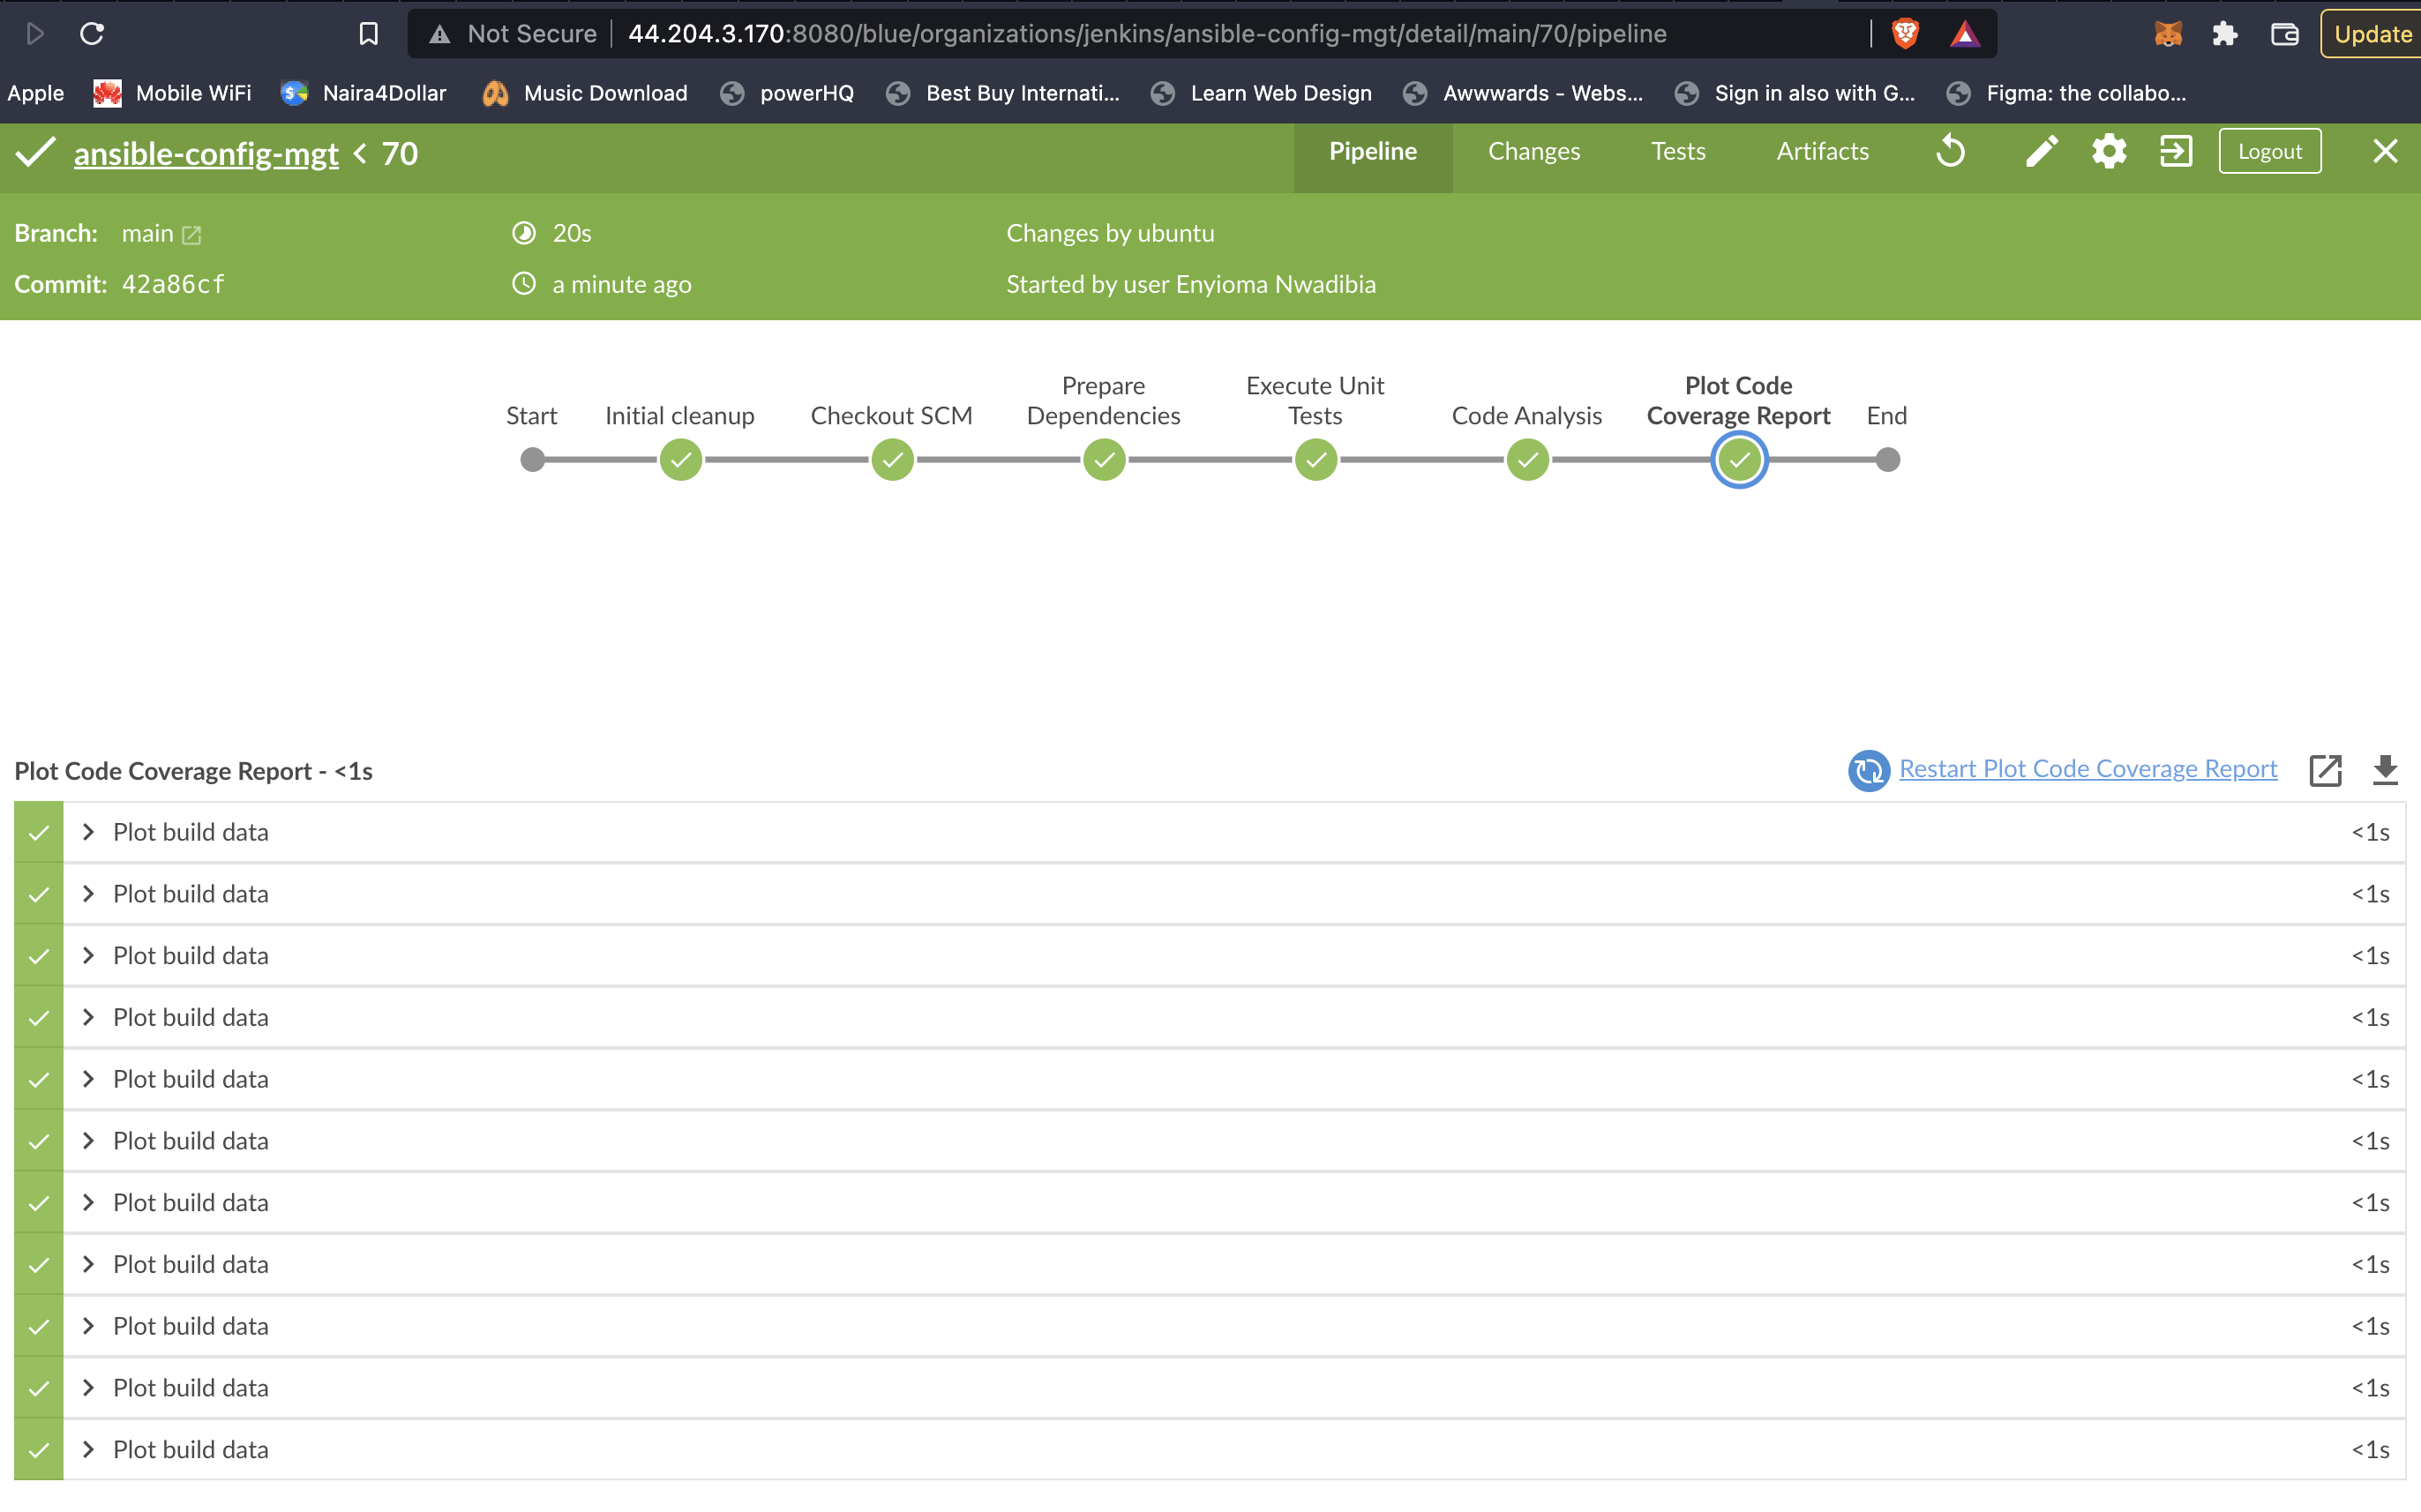 Not Secure 44.204.3.170:8080/blue/organizations/jenkins/ansible-config-mgt/detail/main/70/pipeline Update
Apple Mobile WiFi Naira4Dollar Music Download powerHQ Best Buy Internati... Learn Web Design Awwwards - Webs... Sign in also with G... Figma: the collabo...
ansible-config-mgt < 70 Pipeline Changes Tests Artifacts Logout
Branch: main 20s Changes by ubuntu
Commit: 42a86cf a minute ago Started by user Enyioma Nwadibia
Start Initial cleanup Checkout SCM Prepare Dependencies Execute Unit Tests Code Analysis Plot Code Coverage Report End
Plot Code Coverage Report - <1s Restart Plot Code Coverage Report
Plot build data <1s
Plot build data <1s
Plot build data <1s
Plot build data <1s
Plot build data <1s
Plot build data <1s
Plot build data <1s
Plot build data <1s
Plot build data <1s
Plot build data <1s
Plot build data <1s